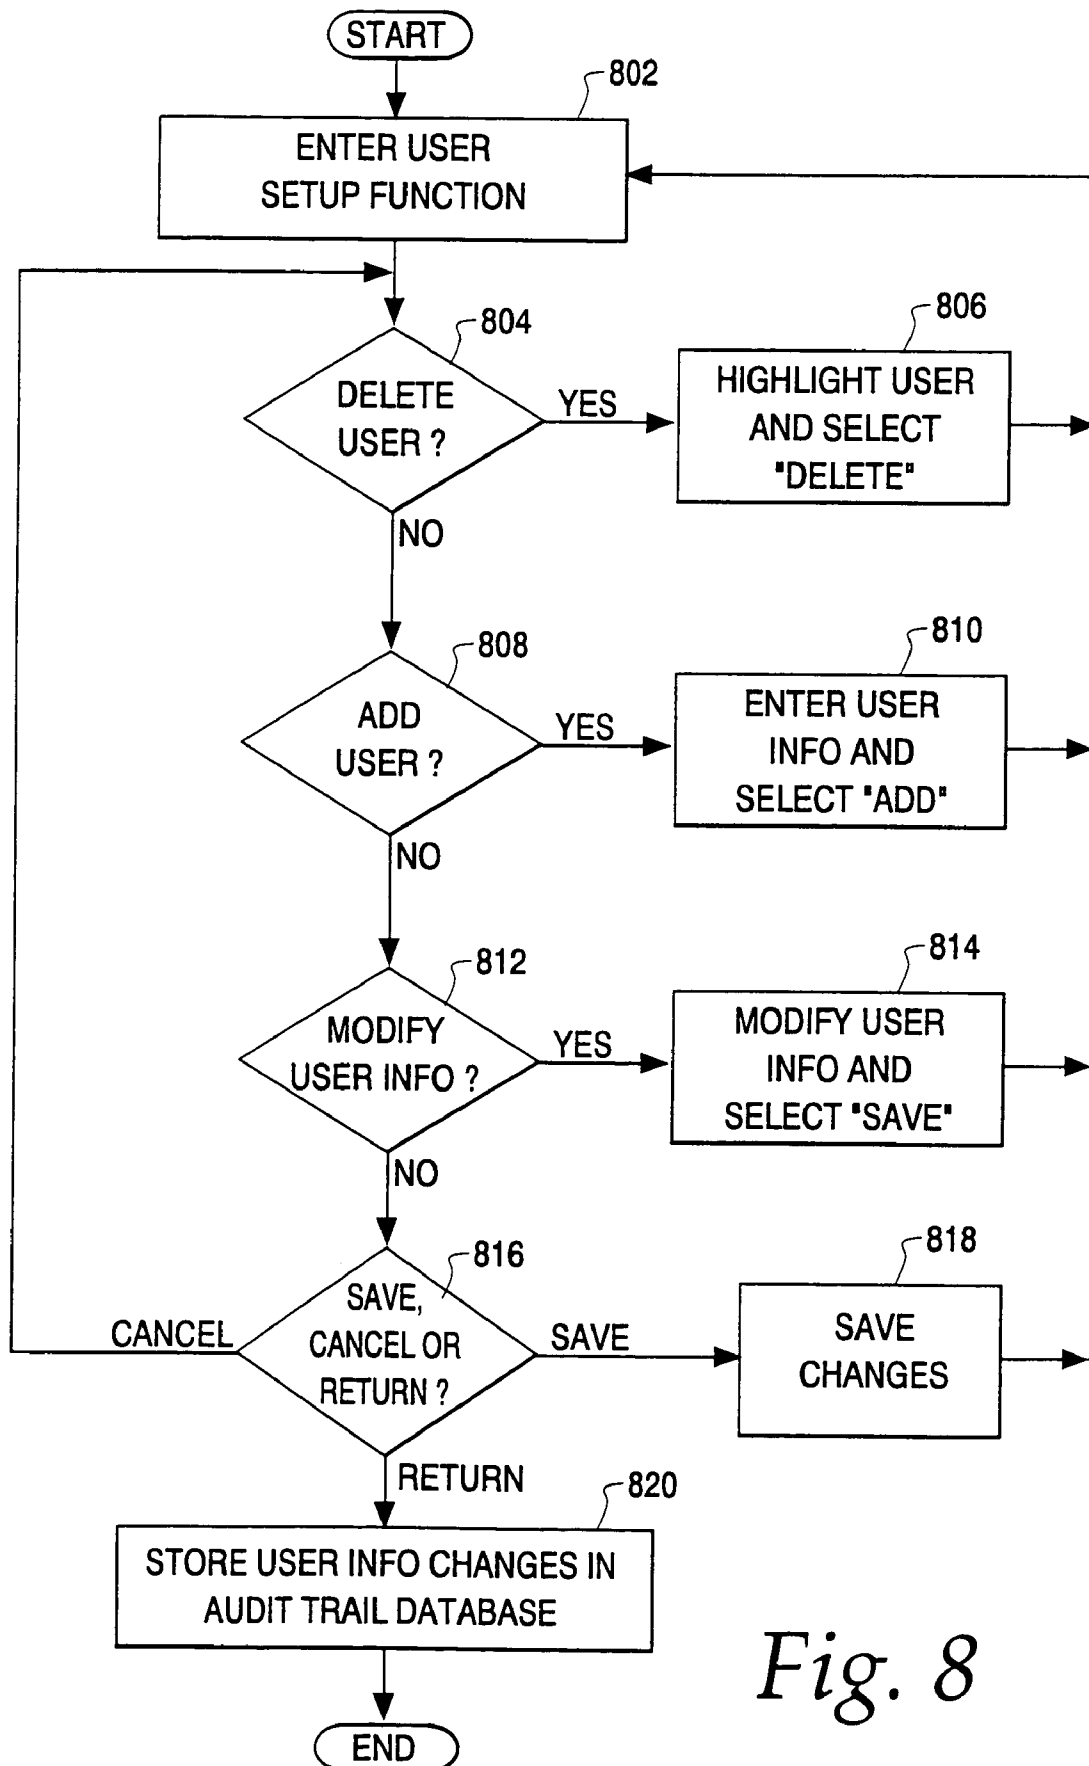 START
802
ENTER USER
SETUP FUNCTION
804
DELETE
USER ?
YES
NO
806
HIGHLIGHT USER
AND SELECT
"DELETE"
808
ADD
USER ?
YES
NO
810
ENTER USER
INFO AND
SELECT "ADD"
812
MODIFY
USER INFO ?
YES
NO
814
MODIFY USER
INFO AND
SELECT "SAVE"
816
SAVE,
CANCEL OR
RETURN ?
CANCEL
SAVE
RETURN
818
SAVE
CHANGES
820
STORE USER INFO CHANGES IN
AUDIT TRAIL DATABASE
END
Fig. 8